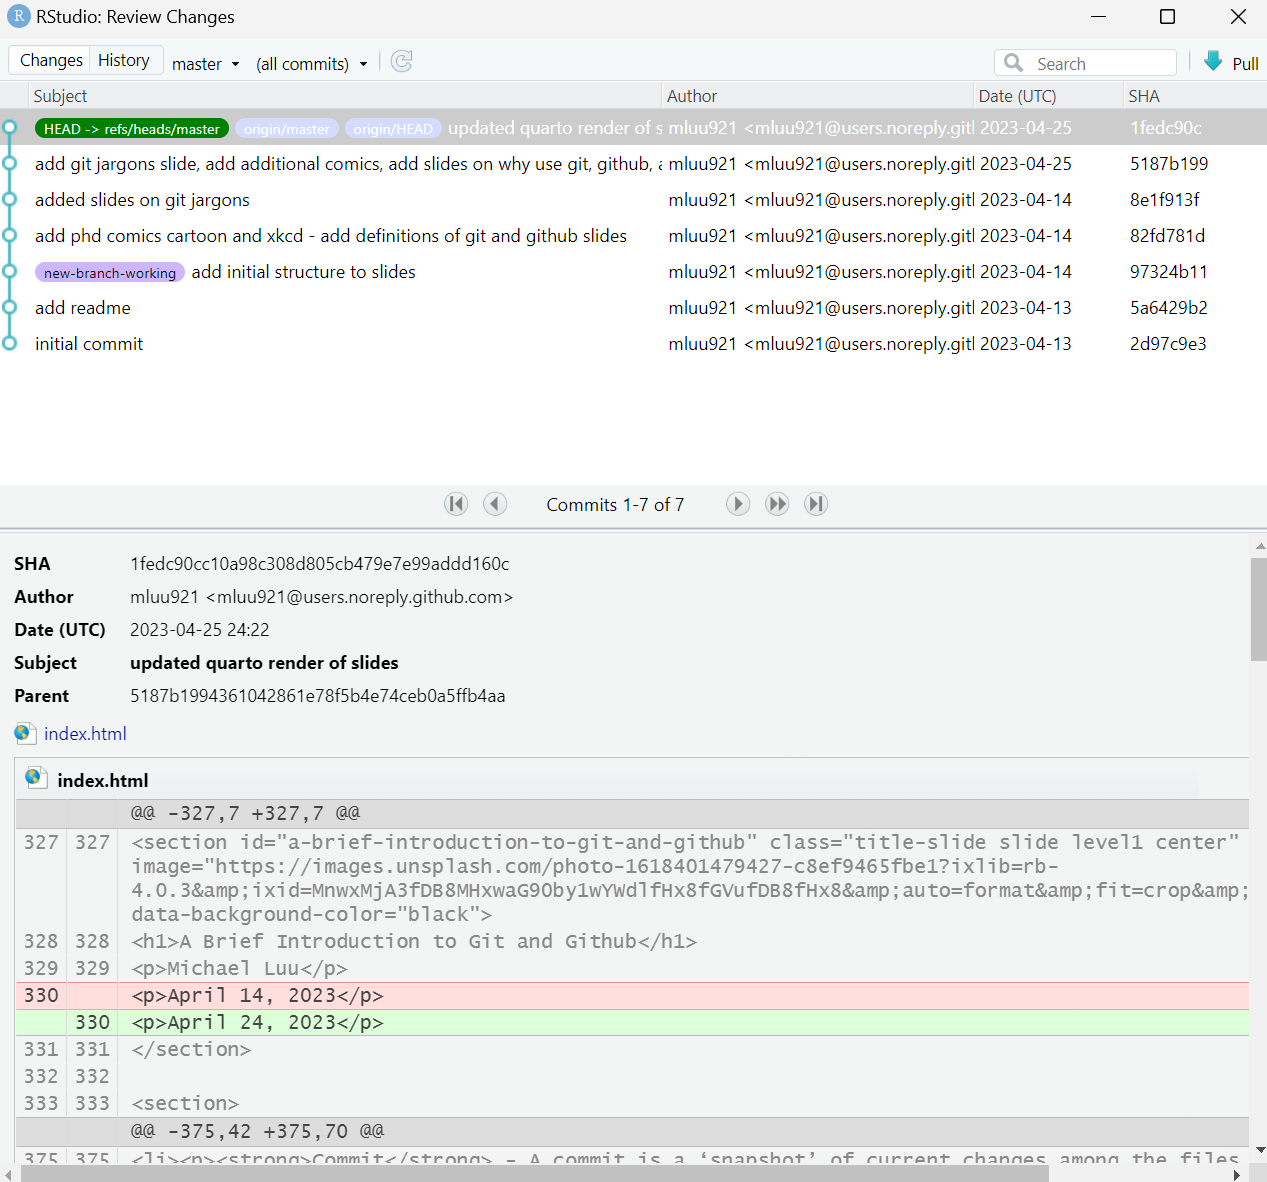 R RStudio: Review Changes
Changes History master (all commits) Search Pull
Subject Author Date (UTC) SHA
HEAD -> refs/heads/master origin/master origin/HEAD updated quarto render of s mluu921 <mluu921@users.noreply.gitl 2023-04-25 1fedc90c
add git jargons slide, add additional comics, add slides on why use git, github, a mluu921 <mluu921@users.noreply.gitl 2023-04-25 5187b199
added slides on git jargons mluu921 <mluu921@users.noreply.gitl 2023-04-14 8e1f913f
add phd comics cartoon and xkcd - add definitions of git and github slides mluu921 <mluu921@users.noreply.gitl 2023-04-14 82fd781d
new-branch-working add initial structure to slides mluu921 <mluu921@users.noreply.gitl 2023-04-14 97324b11
add readme mluu921 <mluu921@users.noreply.gitl 2023-04-13 5a6429b2
initial commit mluu921 <mluu921@users.noreply.gitl 2023-04-13 2d97c9e3
Commits 1-7 of 7
SHA 1fedc90cc10a98c308d805cb479e7e99addd160c
Author mluu921 <mluu921@users.noreply.github.com>
Date (UTC) 2023-04-25 24:22
Subject updated quarto render of slides
Parent 5187b1994361042861e78f5b4e74ceb0a5ffb4aa
index.html
index.html
@@ -327,7 +327,7 @@
327 327 <section id="a-brief-introduction-to-git-and-github" class="title-slide slide level1 center"
image="https://images.unsplash.com/photo-1618401479427-c8ef9465fbe1?ixlib=rb-
4.0.3&amp;ixid=MnwxMjA3fDB8MHxwaG90by1wYWdlfHx8fGVufDB8fHx8&amp;auto=format&amp;fit=crop&amp;
data-background-color="black">
328 328 <h1>A Brief Introduction to Git and Github</h1>
329 329 <p>Michael Luu</p>
330 <p>April 14, 2023</p>
330 <p>April 24, 2023</p>
331 331 </section>
332 332
333 333 <section>
@@ -375,42 +375,70 @@
375 375 <li><p><strong>Commit</strong> - A commit is a ‘snapshot’ of current changes among the files